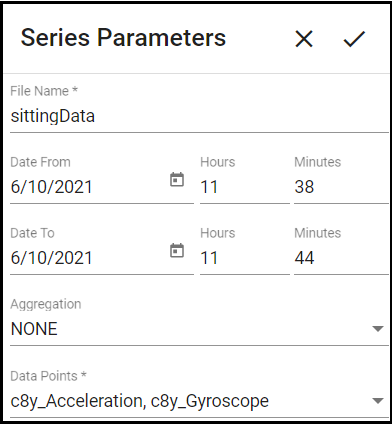 Series Parameters
File Name *
sittingData
Date From Hours Minutes
6/10/2021 11 38
Date To Hours Minutes
6/10/2021 11 44
Aggregation
NONE
Data Points *
c8y_Acceleration, c8y_Gyroscope